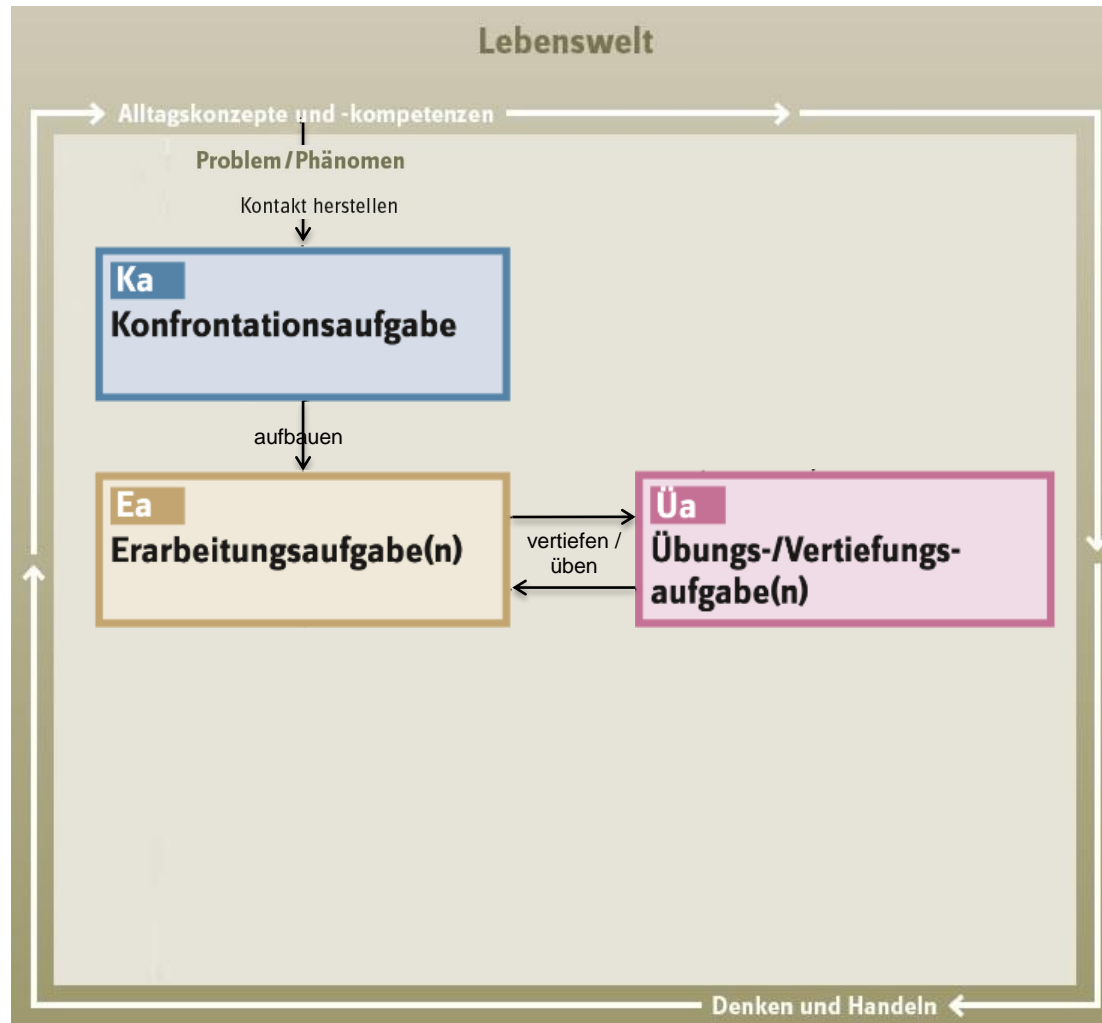 Lebenswelt
Alltagskonzepte und -kompetenzen
Problem/Phänomen
Kontakt herstellen
Ka
Konfrontationsaufgabe
aufbauen
Ea
Erarbeitungsaufgabe(n)
vertiefen /
üben
Üa
Übungs-/Vertiefungs-
aufgabe(n)
Denken und Handeln